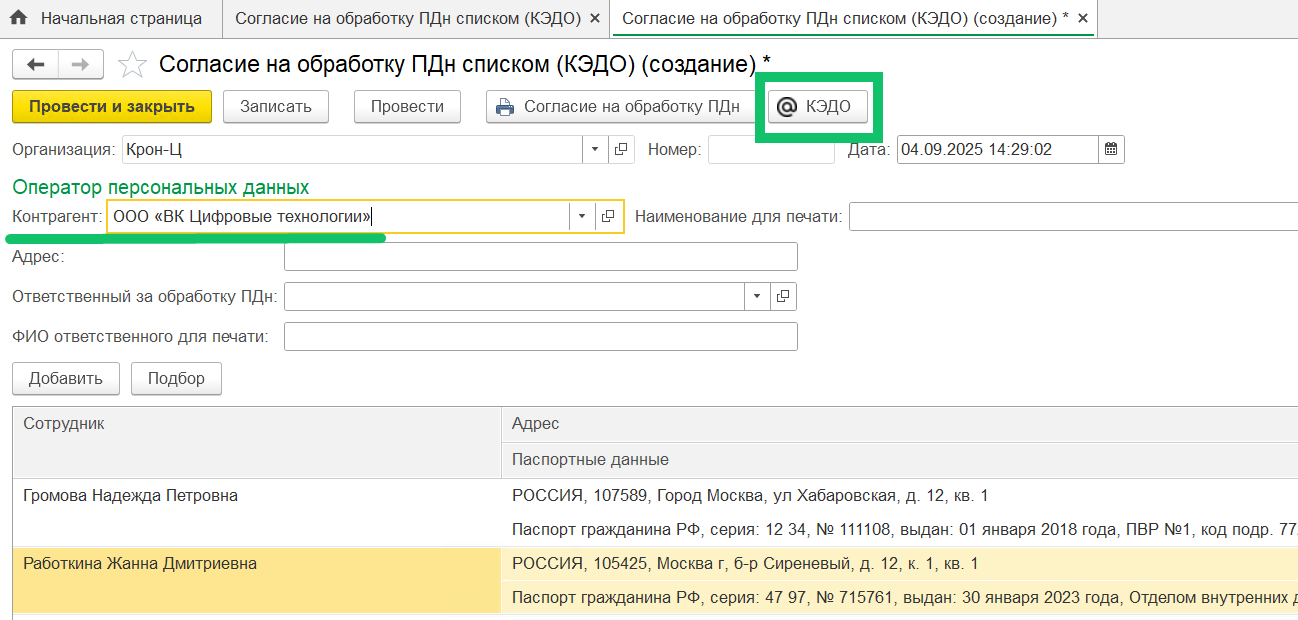 Начальная страница Согласие на обработку ПДн списком (КЭДО) × Согласие на обработку ПДн списком (КЭДО) (создание) * ×
Согласие на обработку ПДн списком (КЭДО) (создание) *
Провести и закрыть Записать Провести Согласие на обработку ПДн @ КЭДО
Организация: Крон-Ц Номер: Дата: 04.09.2025 14:29:02
Оператор персональных данных
Контрагент: ООО «ВК Цифровые технологии» Наименование для печати:
Адрес:
Ответственный за обработку ПДн:
ФИО ответственного для печати:
Добавить Подбор
Сотрудник Адрес
Паспортные данные
Громова Надежда Петровна РОССИЯ, 107589, Город Москва, ул Хабаровская, д. 12, кв. 1
Паспорт гражданина РФ, серия: 12 34, № 111108, выдан: 01 января 2018 года, ПВР №1, код подр. 77
Работкина Жанна Дмитриевна РОССИЯ, 105425, Москва г, б-р Сиреневый, д. 12, к. 1, кв. 1
Паспорт гражданина РФ, серия: 47 97, № 715761, выдан: 30 января 2023 года, Отделом внутренних